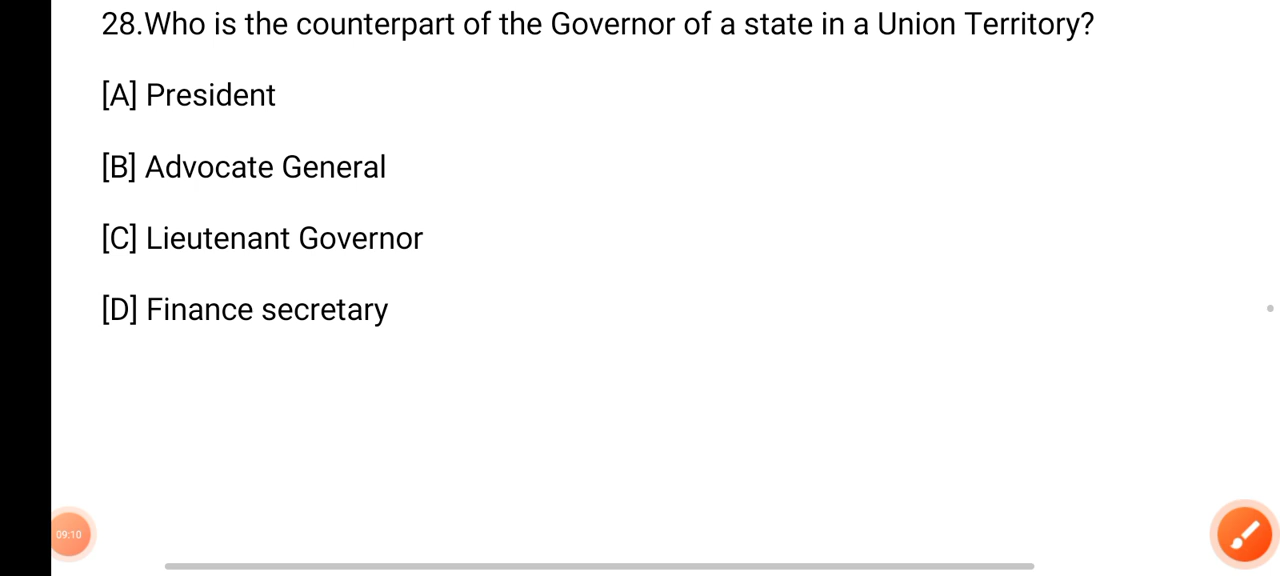 28.Who is the counterpart of the Governor of a state in a Union Territory?
[A] President
[B] Advocate General
[C] Lieutenant Governor
[D] Finance secretary
09:10